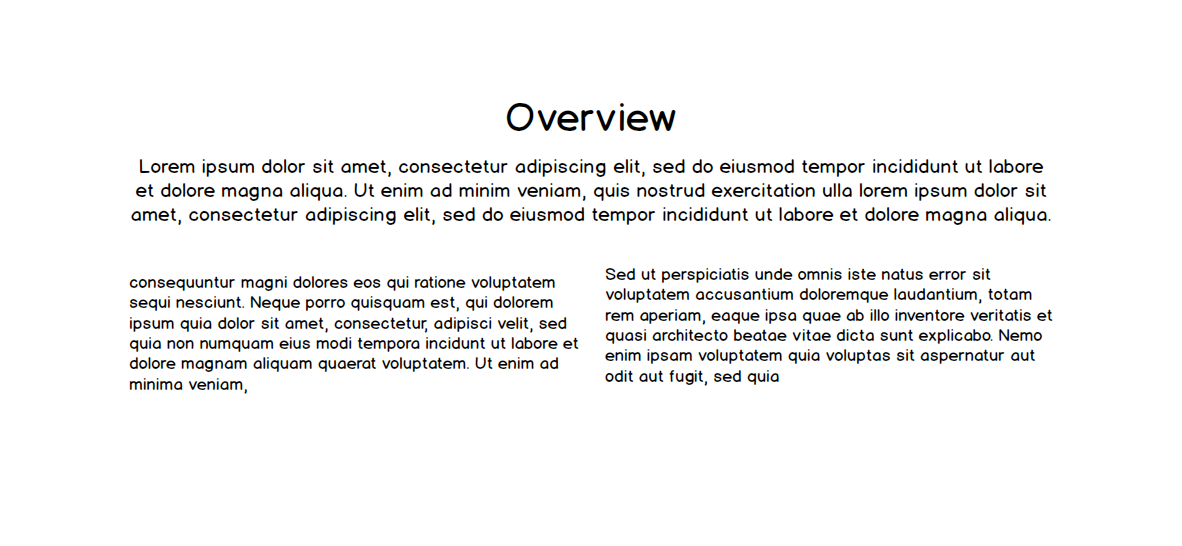 Overview
Lorem ipsum dolor sit amet, consectetur adipiscing elit, sed do eiusmod tempor incididunt ut labore
et dolore magna aliqua. Ut enim ad minim veniam, quis nostrud exercitation ulla lorem ipsum dolor sit
amet, consectetur adipiscing elit, sed do eiusmod tempor incididunt ut labore et dolore magna aliqua.
consequuntur magni dolores eos qui ratione voluptatem
sequi nesciunt. Neque porro quisquam est, qui dolorem
ipsum quia dolor sit amet, consectetur, adipisci velit, sed
quia non numquam eius modi tempora incidunt ut labore et
dolore magnam aliquam quaerat voluptatem. Ut enim ad
minima veniam,
Sed ut perspiciatis unde omnis iste natus error sit
voluptatem accusantium doloremque laudantium, totam
rem aperiam, eaque ipsa quae ab illo inventore veritatis et
quasi architecto beatae vitae dicta sunt explicabo. Nemo
enim ipsam voluptatem quia voluptas sit aspernatur aut
odit aut fugit, sed quia